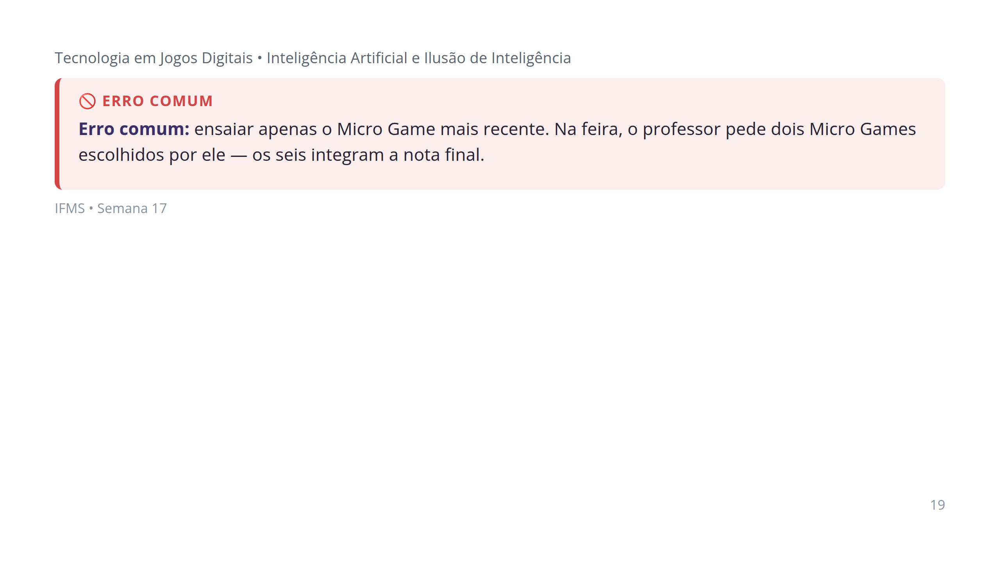 Tecnologia em Jogos Digitais • Inteligência Artificial e Ilusão de Inteligência
🚫 ERRO COMUM
Erro comum: ensaiar apenas o Micro Game mais recente. Na feira, o professor pede dois Micro Games
escolhidos por ele — os seis integram a nota final.
IFMS • Semana 17
19